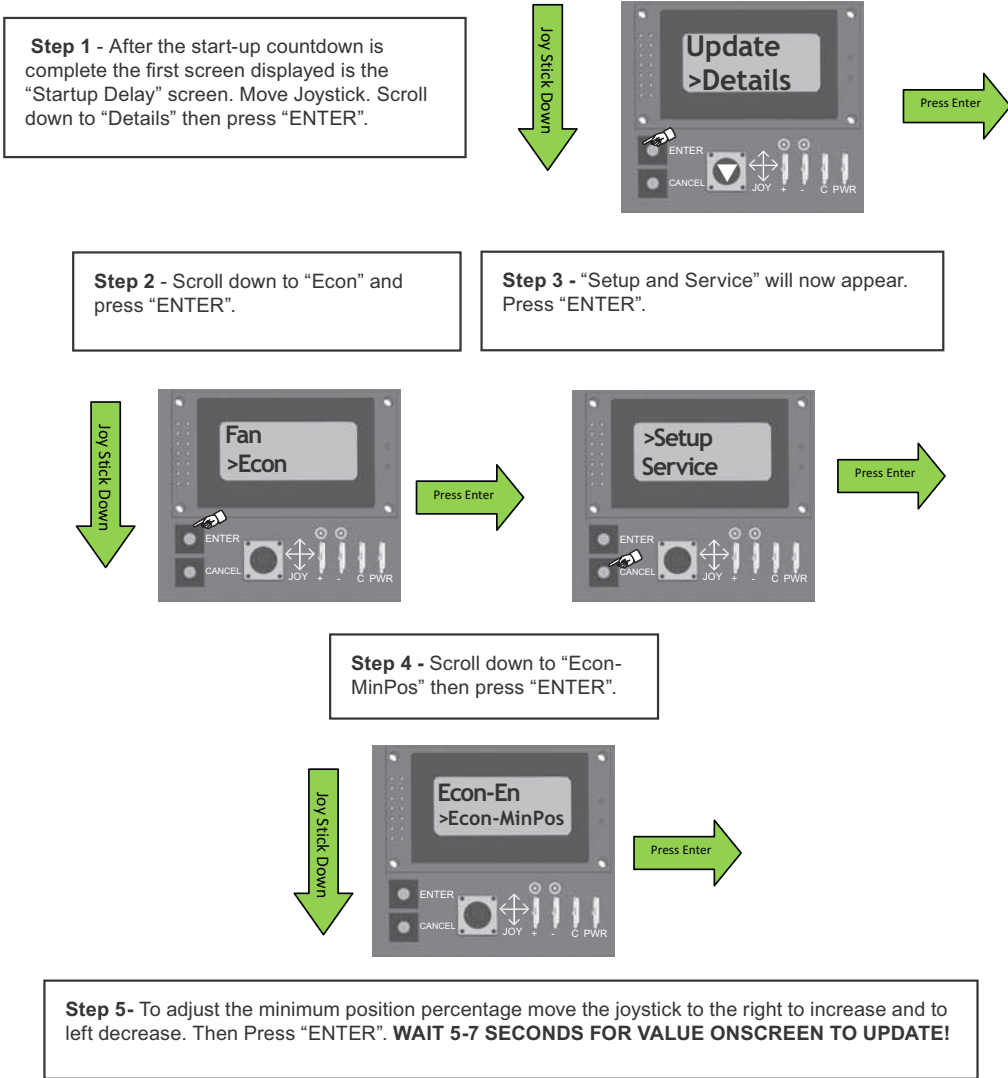 Step 1 - After the start-up countdown is
complete the first screen displayed is the
“Startup Delay” screen. Move Joystick. Scroll
down to “Details” then press “ENTER”.
Joy Stick Down
Update
>Details
ENTER
CANCEL
JOY + - C PWR
Press Enter
Step 2 - Scroll down to “Econ” and
press “ENTER”.
Step 3 - “Setup and Service” will now appear.
Press “ENTER”.
Joy Stick Down
Fan
>Econ
ENTER
CANCEL
JOY + - C PWR
Press Enter
>Setup
Service
ENTER
CANCEL
JOY + - C PWR
Press Enter
Step 4 - Scroll down to “Econ-
MinPos” then press “ENTER”.
Joy Stick Down
Econ-En
>Econ-MinPos
ENTER
CANCEL
JOY + - C PWR
Press Enter
Step 5- To adjust the minimum position percentage move the joystick to the right to increase and to
left decrease. Then Press “ENTER”. WAIT 5-7 SECONDS FOR VALUE ONSCREEN TO UPDATE!